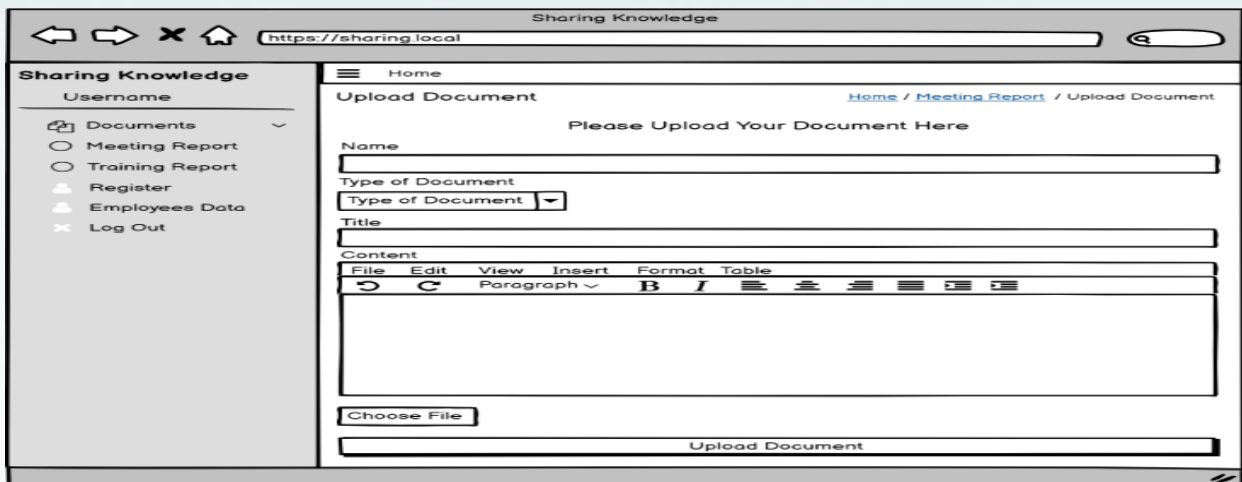 Sharing Knowledge
https://sharing.local
Sharing Knowledge
Username
Documents
Meeting Report
Training Report
Register
Employees Data
Log Out
Home
Upload Document
Home / Meeting Report / Upload Document
Please Upload Your Document Here
Name
Type of Document
Type of Document
Title
Content
File Edit View Insert Format Table
Paragraph B I
Choose File
Upload Document